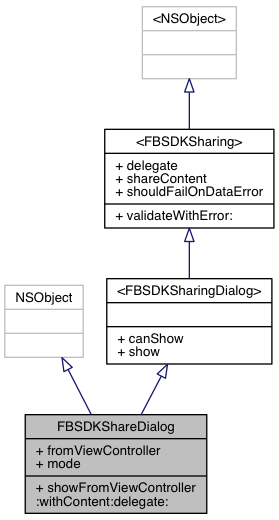 <NSObject>
<FBSDKSharing>
+ delegate
+ shareContent
+ shouldFailOnDataError
+ validateWithError:
NSObject
<FBSDKSharingDialog>
+ canShow
+ show
FBSDKShareDialog
+ fromViewController
+ mode
+ showFromViewController
:withContent:delegate: